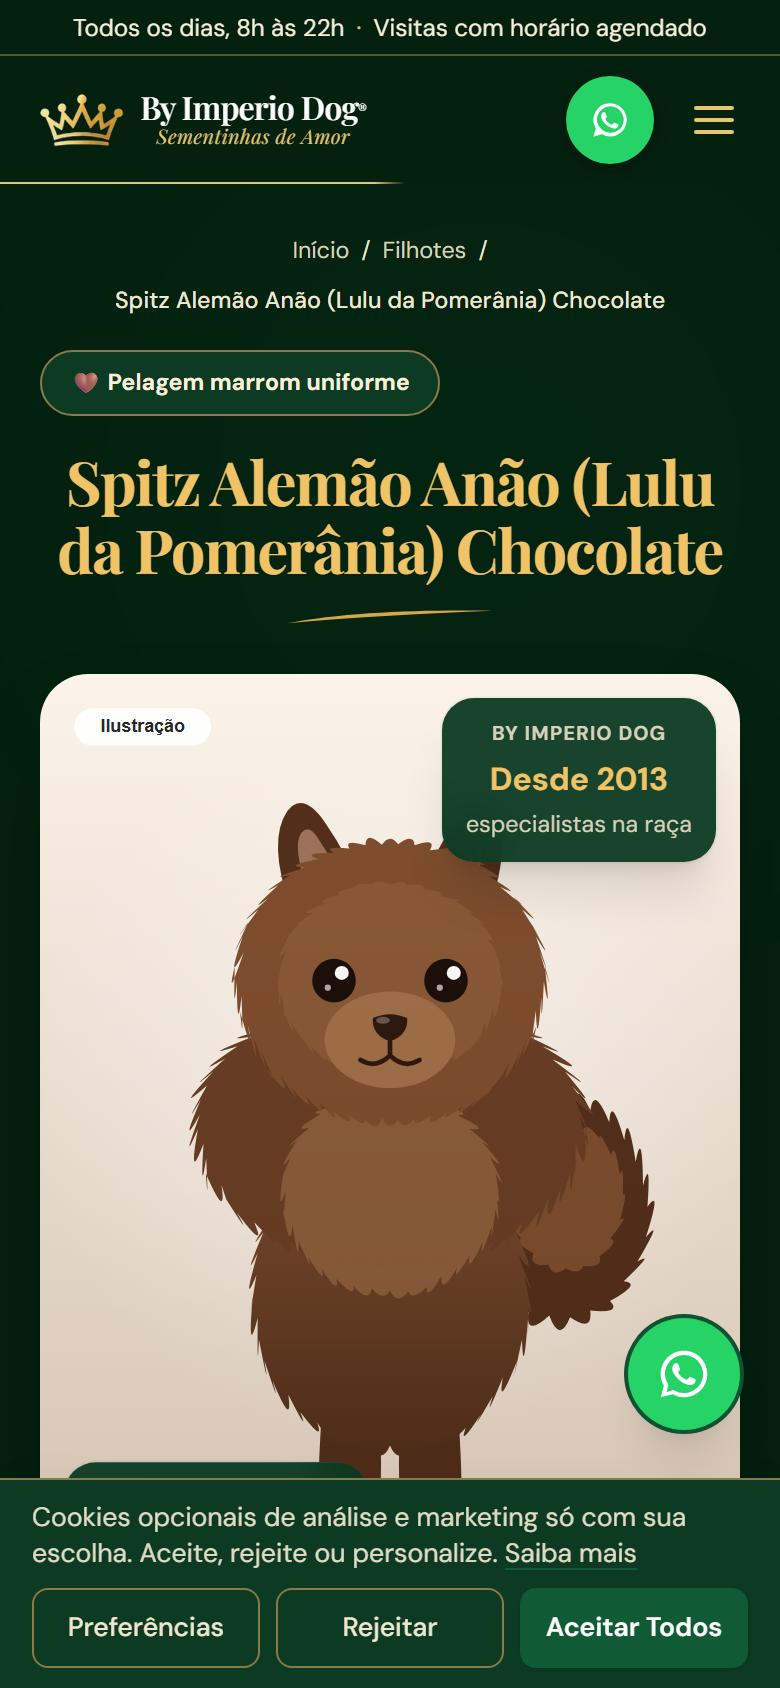 Todos os dias, 8h às 22h · Visitas com horário agendado
By Imperio Dog®
Sementinhas de Amor
Início / Filhotes /
Spitz Alemão Anão (Lulu da Pomerânia) Chocolate
Pelagem marrom uniforme
Spitz Alemão Anão (Lulu
da Pomerânia) Chocolate
Ilustração
BY IMPERIO DOG
Desde 2013
especialistas na raça
Cookies opcionais de análise e marketing só com sua
escolha. Aceite, rejeite ou personalize. Saiba mais
Preferências
Rejeitar
Aceitar Todos